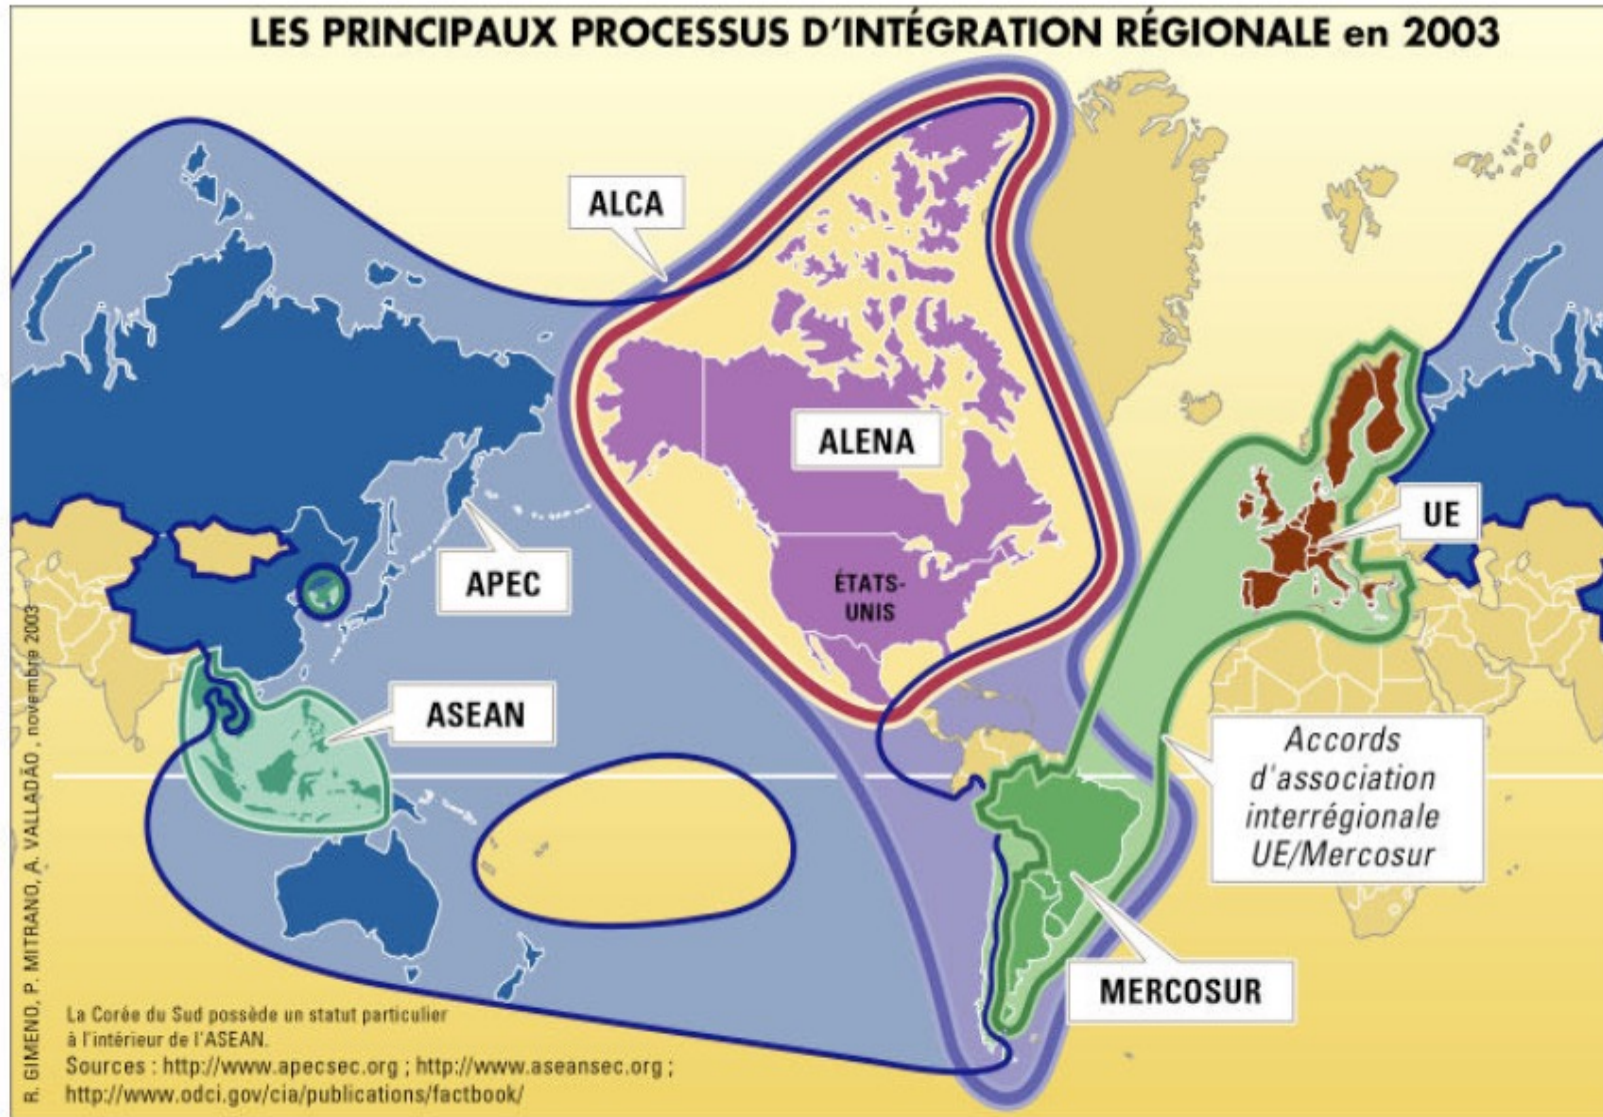 LES PRINCIPAUX PROCESSUS D'INTÉGRATION RÉGIONALE en 2003
ALCA
ALENA
UE
APEC
ÉTATS-
UNIS
ASEAN
Accords
d'association
interrégionale
UE/Mercosur
MERCOSUR
La Corée du Sud possède un statut particulier
à l'intérieur de l'ASEAN.
Sources : http://www.apecsec.org ; http://www.aseansec.org ;
http://www.odci.gov/cia/publications/factbook/
R. GIMENO, P. MITRANO, A. VALLADÃO, novembre 2003